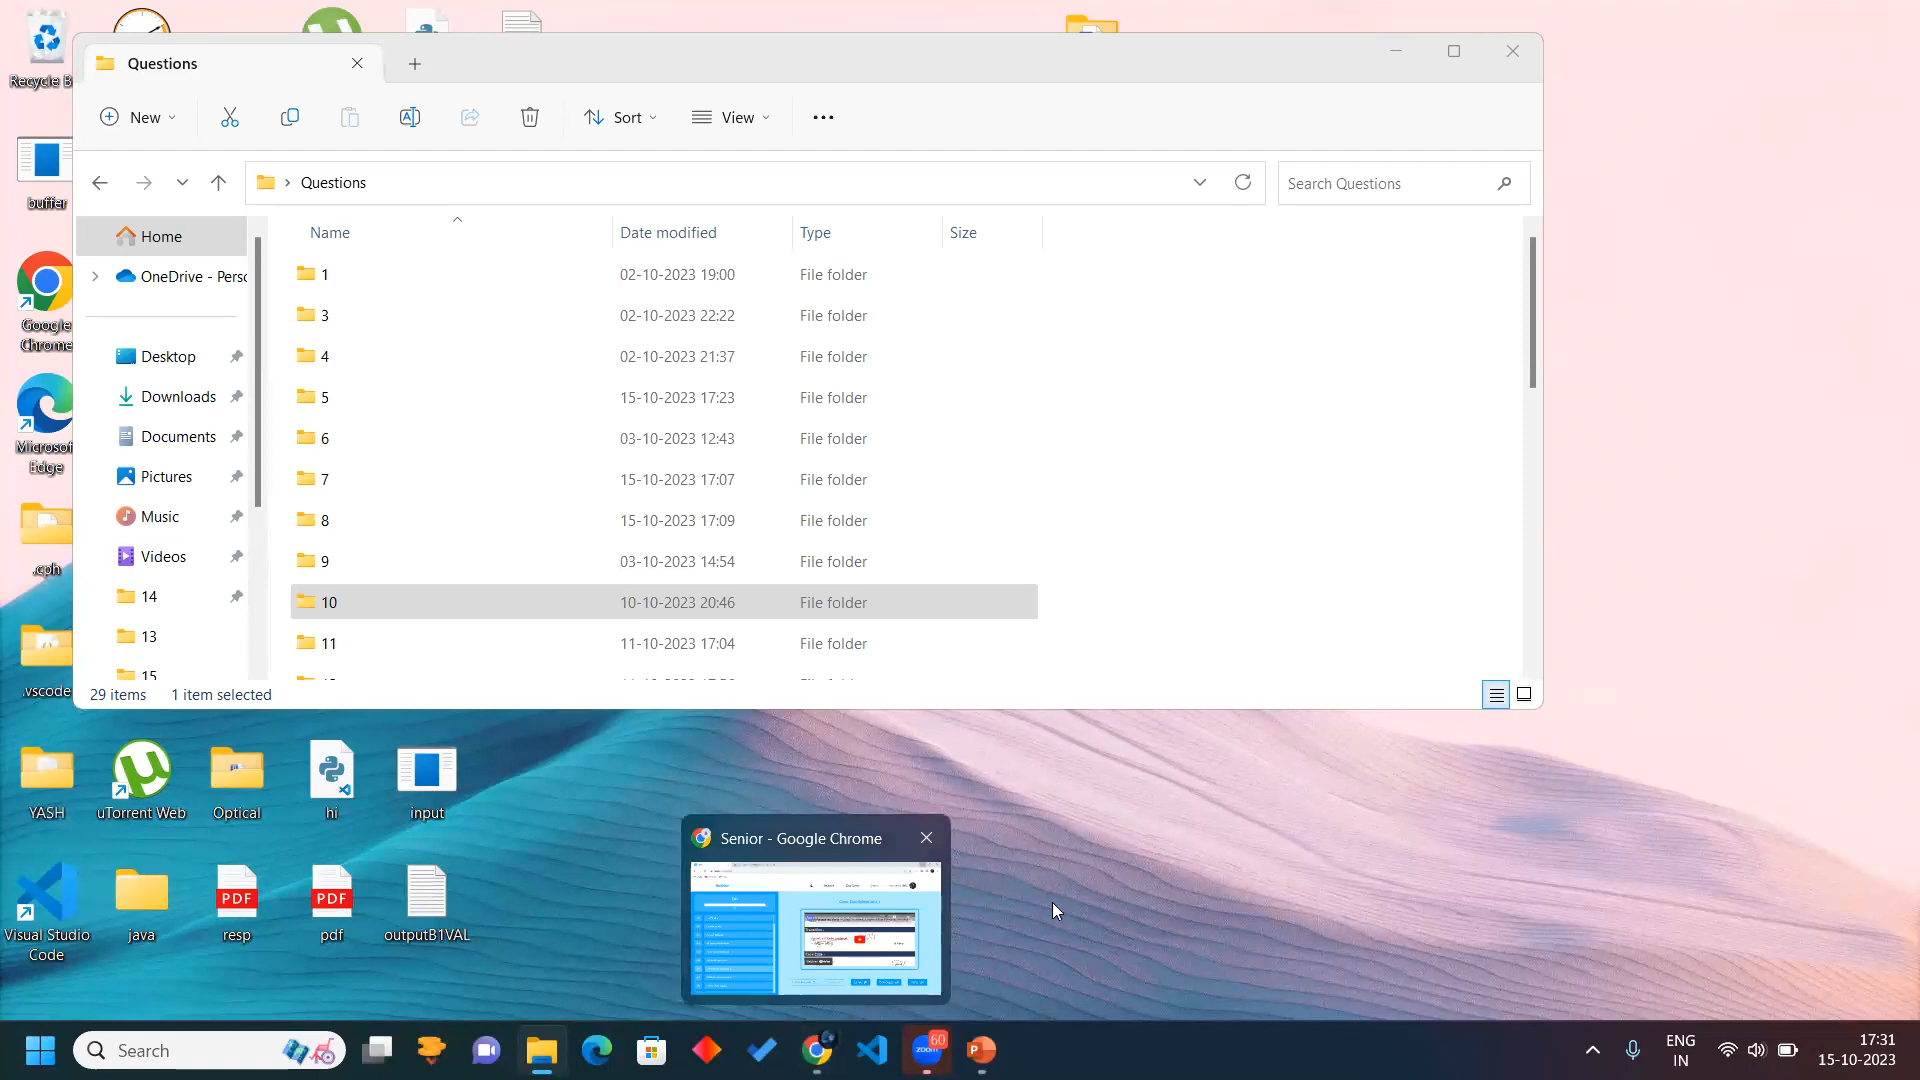 Questions
New
Sort
View
Questions
Search Questions
Name
Date modified
Type
Size
Home
OneDrive - Perso
Desktop
Downloads
Documents
Pictures
Music
Videos
14
13
15
1 02-10-2023 19:00 File folder
3 02-10-2023 22:22 File folder
4 02-10-2023 21:37 File folder
5 15-10-2023 17:23 File folder
6 03-10-2023 12:43 File folder
7 15-10-2023 17:07 File folder
8 15-10-2023 17:09 File folder
9 03-10-2023 14:54 File folder
10 10-10-2023 20:46 File folder
11 11-10-2023 17:04 File folder
29 items 1 item selected
Recycle B
buffer
Google
Chrome
Microsof
Edge
.cph
.vscode
YASH
uTorrent Web
Optical
hi
input
Visual Studio
Code
java
PDF
resp
PDF
pdf
outputB1VAL
Senior - Google Chrome
Search
zoom
60
ENG
IN
17:31
15-10-2023